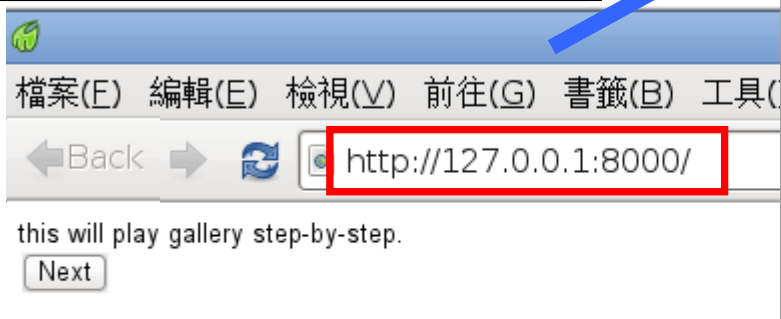 檔案(F) 編輯(E) 檢視(V) 前往(G) 書籤(B) 工具(
Back http://127.0.0.1:8000/
this will play gallery step-by-step.
Next